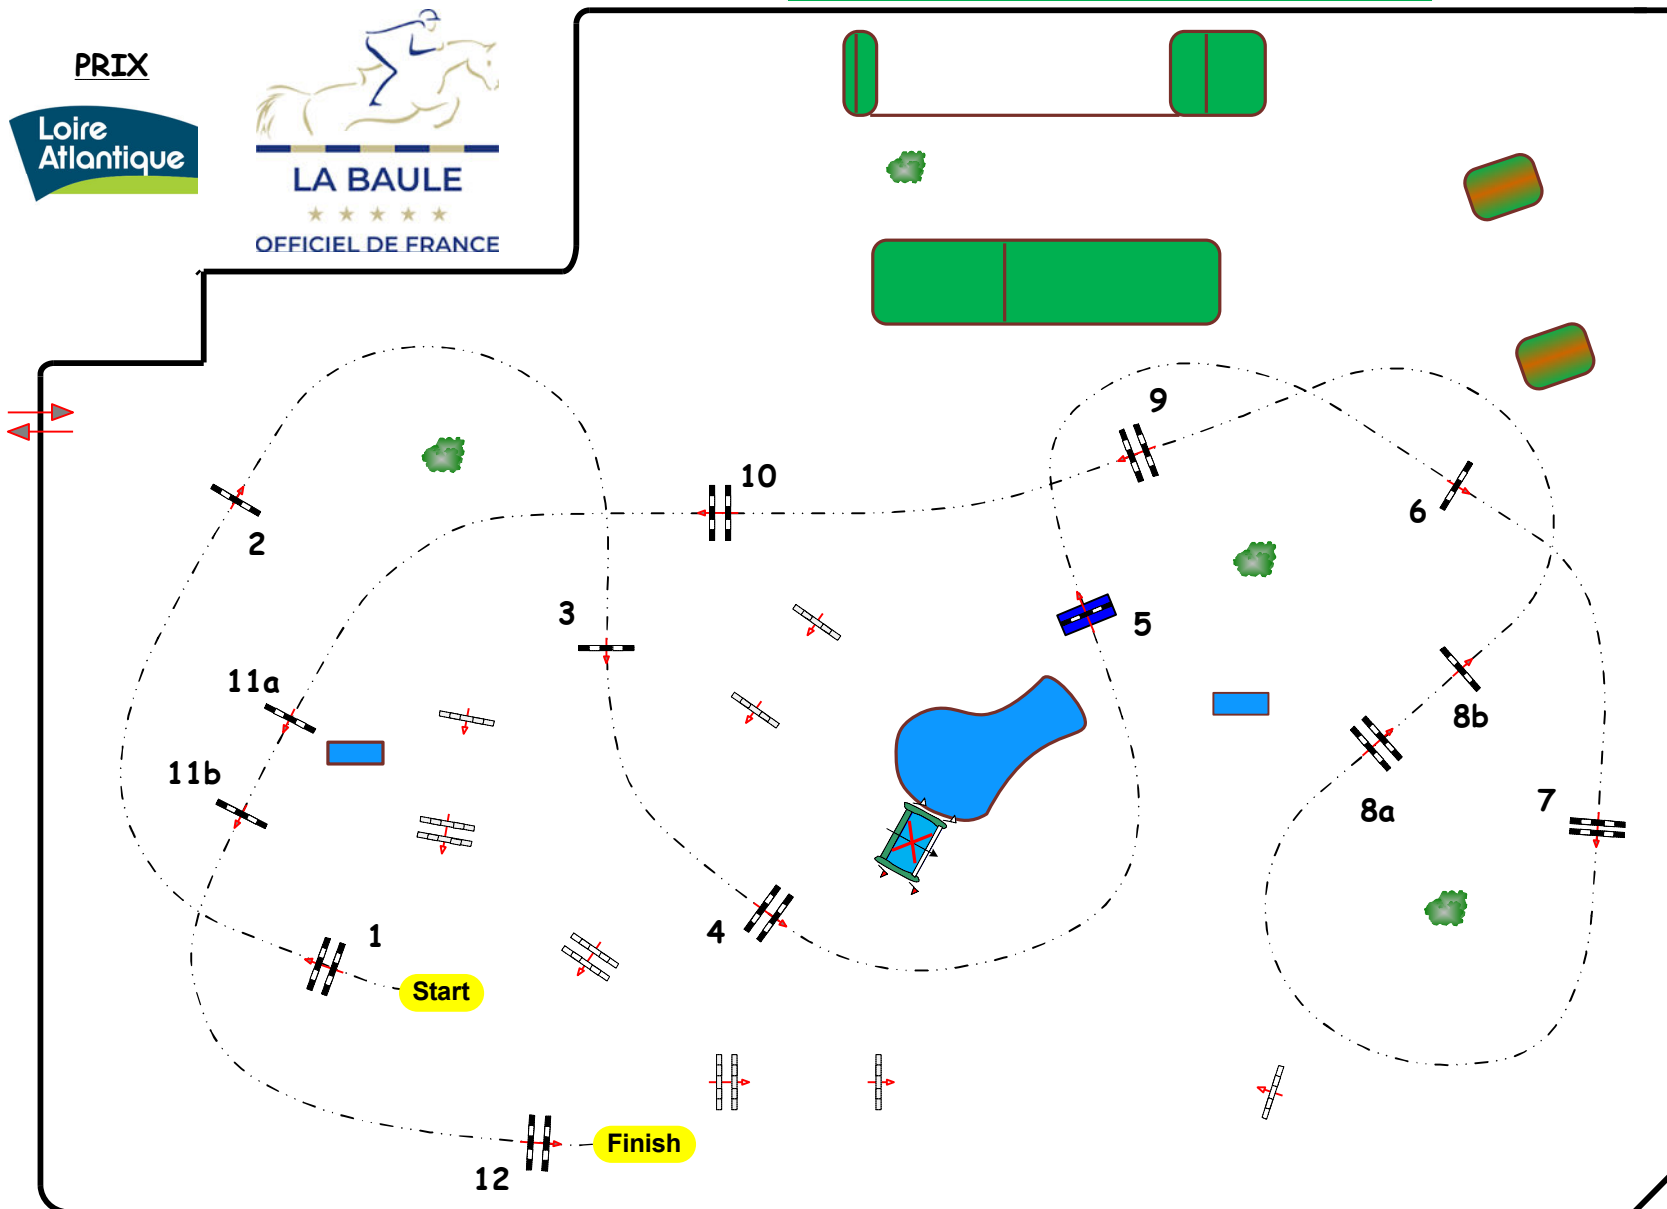 PRIX
Loire
Atlantique
LA BAULE
OFFICIEL DE FRANCE
9
10
6
2
3
5
11a
8b
11b
7
8a
4
1
Start
Finish
12